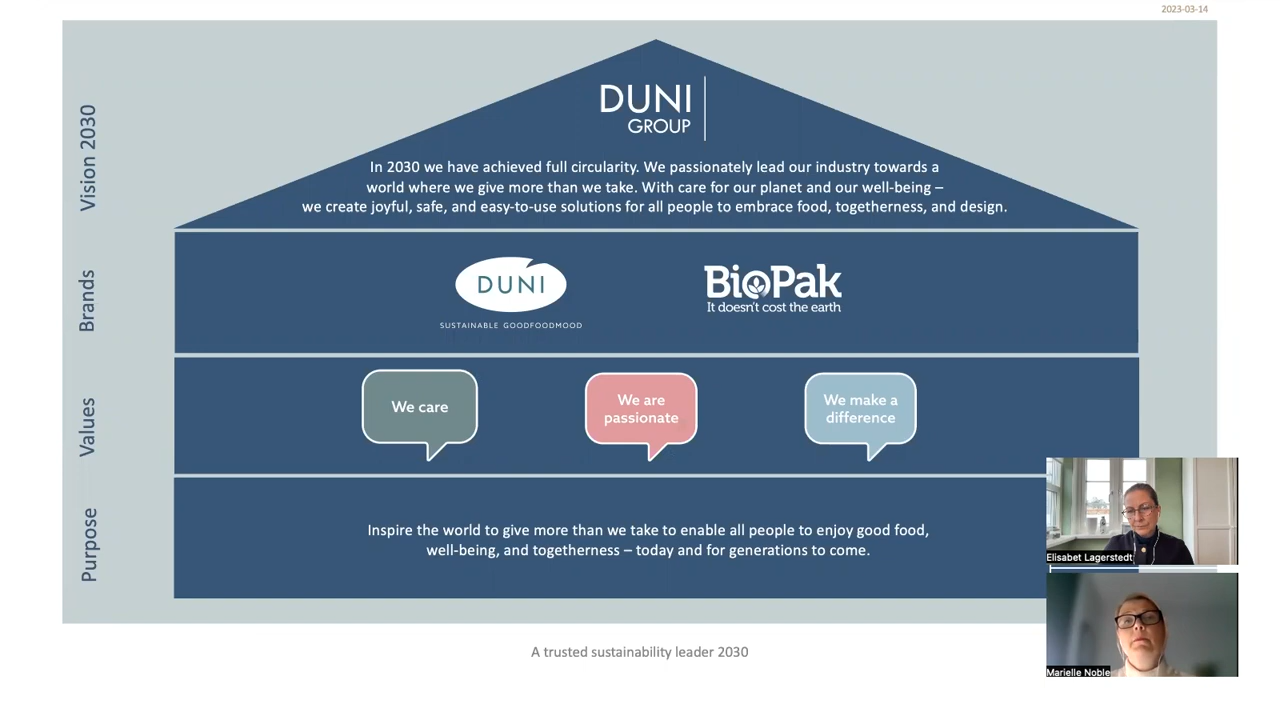 2023-03-14
Vision 2030
DUNI
GROUP
In 2030 we have achieved full circularity. We passionately lead our industry towards a
world where we give more than we take. With care for our planet and our well-being –
we create joyful, safe, and easy-to-use solutions for all people to embrace food, togetherness, and design.
Brands
DUNI
SUSTAINABLE GOODFOODMOOD
BioPak
It doesn't cost the earth
Values
We care
We are
passionate
We make a
difference
Purpose
Inspire the world to give more than we take to enable all people to enjoy good food,
well-being, and togetherness – today and for generations to come.
Elisabet Lagerstedt
Marielle Noble
A trusted sustainability leader 2030